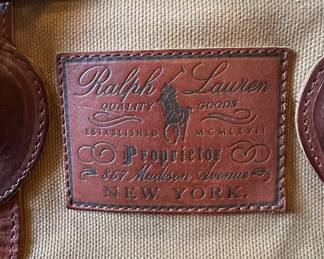 Ralph Lauren
QUALITY GOODS
ESTABLISHED MCMLXVII
Proprietor
867 Madison Avenue
NEW YORK.